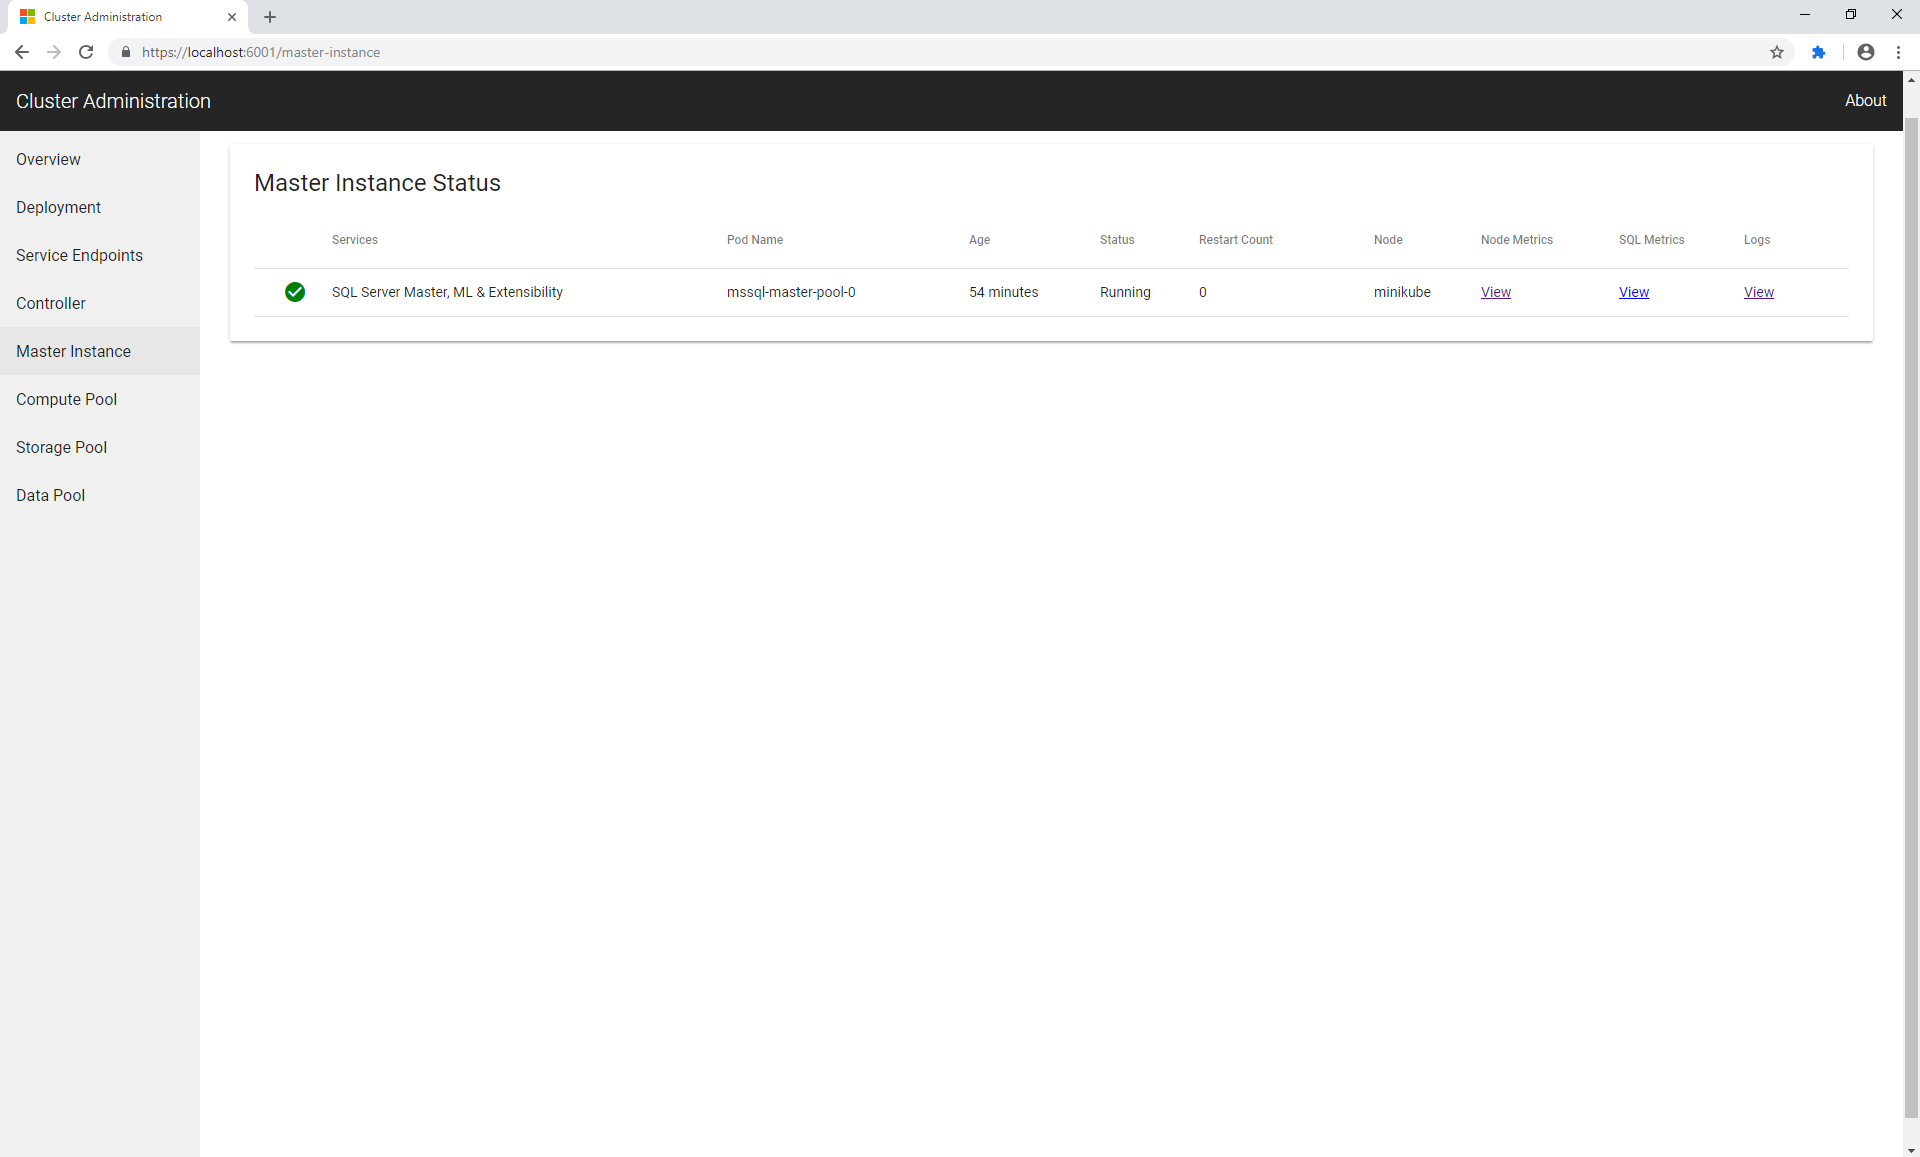 Cluster Administration
https://localhost:6001/master-instance
Cluster Administration About
Overview
Deployment
Service Endpoints
Controller
Master Instance
Compute Pool
Storage Pool
Data Pool
Master Instance Status
Services Pod Name Age Status Restart Count Node Node Metrics SQL Metrics Logs
SQL Server Master, ML & Extensibility mssql-master-pool-0 54 minutes Running 0 minikube View View View